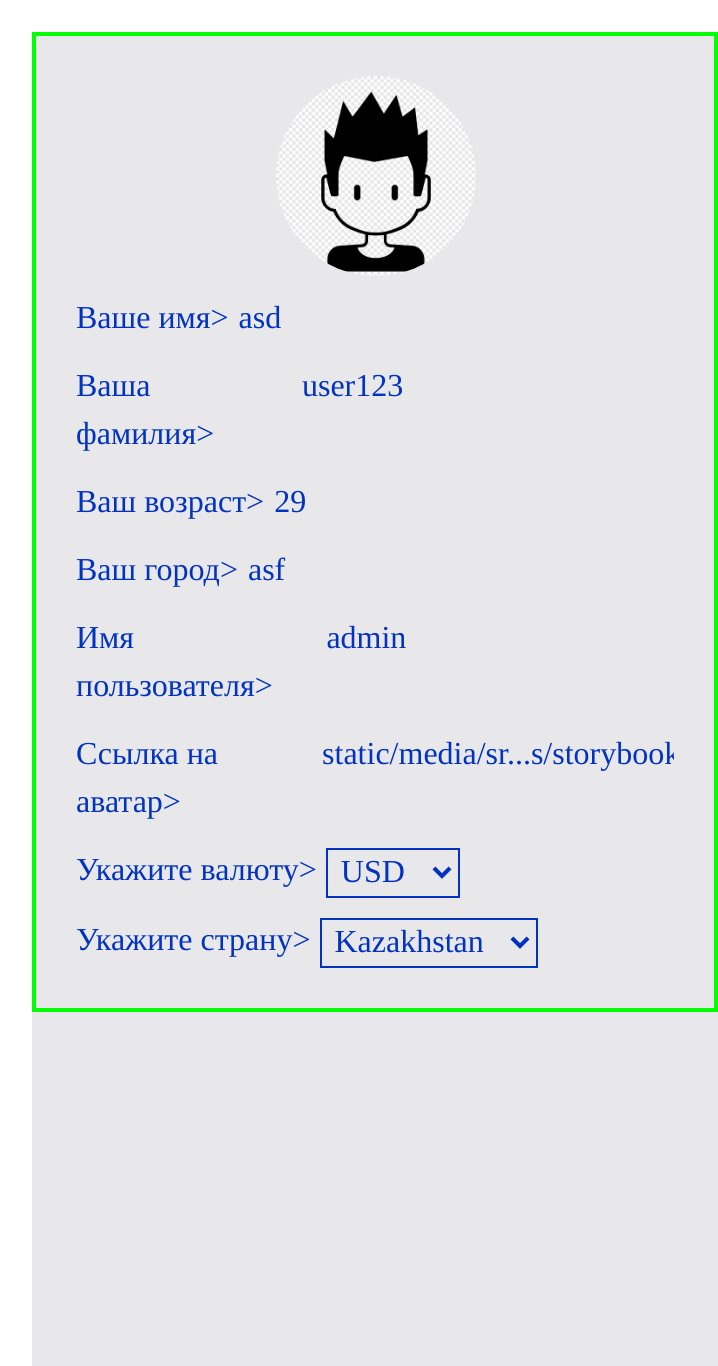 Ваше имя> asd
Ваша user123
фамилия>
Ваш возраст> 29
Ваш город> asf
Имя admin
пользователя>
Ссылка на static/media/sr...s/storybook
аватар>
Укажите валюту> USD
Укажите страну> Kazakhstan